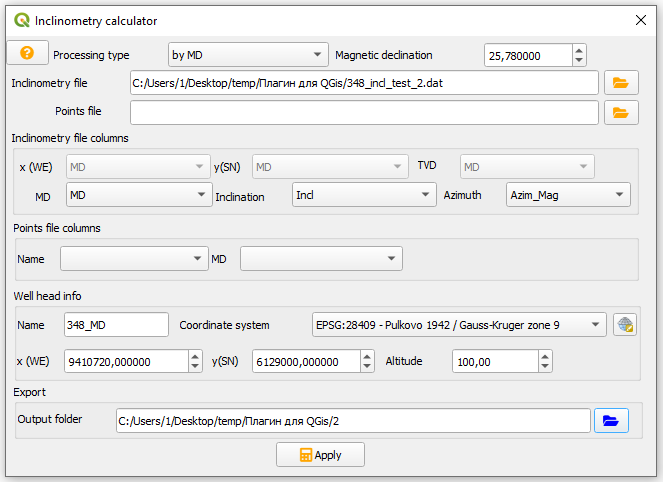 Inclinometry calculator
Processing type by MD Magnetic declination 25,780000
Inclinometry file C:/Users/1/Desktop/temp/Плагин для QGis/348_incl_test_2.dat
Points file
Inclinometry file columns
x (WE) MD y(SN) MD TVD MD
MD MD Inclination Incl Azimuth Azim_Mag
Points file columns
Name MD
Well head info
Name 348_MD Coordinate system EPSG:28409 - Pulkovo 1942 / Gauss-Kruger zone 9
x (WE) 9410720,000000 y(SN) 6129000,000000 Altitude 100,00
Export
Output folder C:/Users/1/Desktop/temp/Плагин для QGis/2
Apply